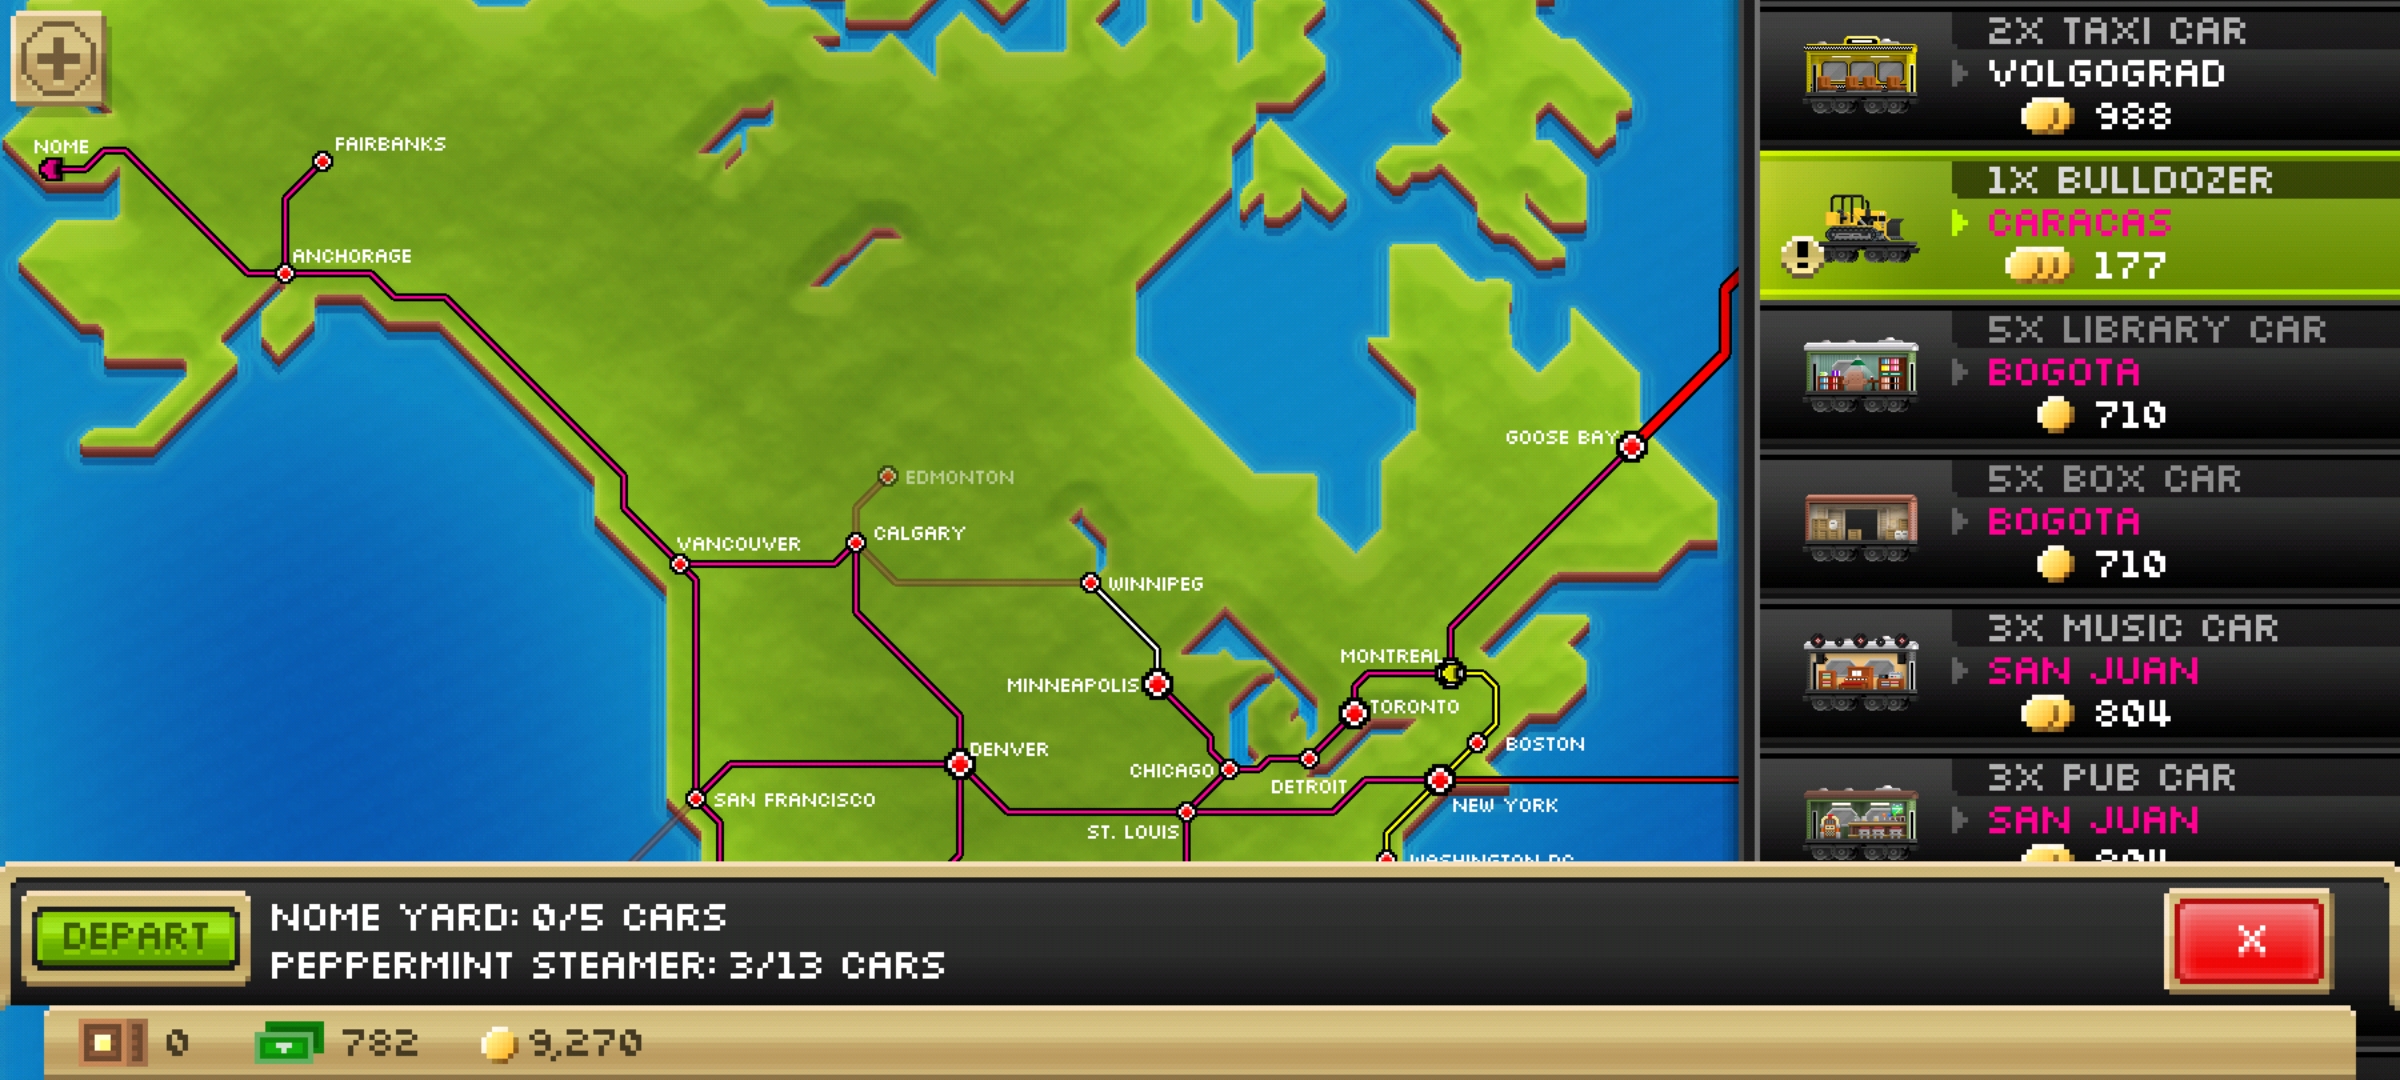 NOME
FAIRBANKS
ANCHORAGE
EDMONTON
VANCOUVER
CALGARY
WINNIPEG
GOOSE BAY
MINNEAPOLIS
MONTREAL
TORONTO
DENVER
CHICAGO
DETROIT
BOSTON
SAN FRANCISCO
NEW YORK
ST. LOUIS
WASHINGTON DC
2X TAXI CAR
VOLGOGRAD
988
1X BULLDOZER
CARACAS
177
5X LIBRARY CAR
BOGOTA
710
5X BOX CAR
BOGOTA
710
3X MUSIC CAR
SAN JUAN
804
3X PUB CAR
SAN JUAN
804
DEPART
NOME YARD: 0/5 CARS
PEPPERMINT STEAMER: 3/13 CARS
X
0
782
9,270